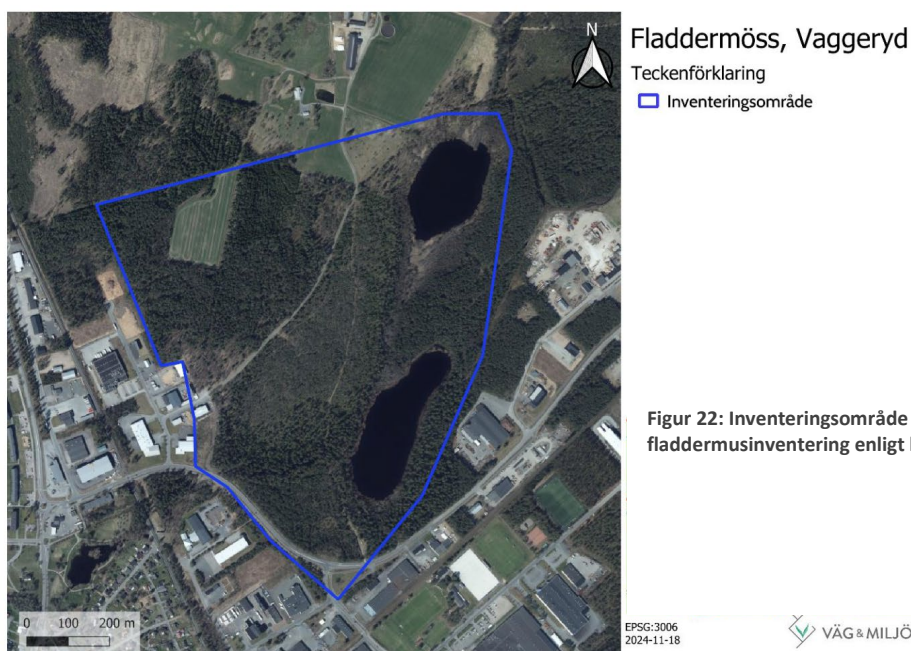 N
Fladdermöss, Vaggeryd
Teckenförklaring
Inventeringsområde
Figur 22: Inventeringsområde
fladdermusinventering enligt
0 100 200 m
EPSG:3006
2024-11-18
VÄG & MILJÖ